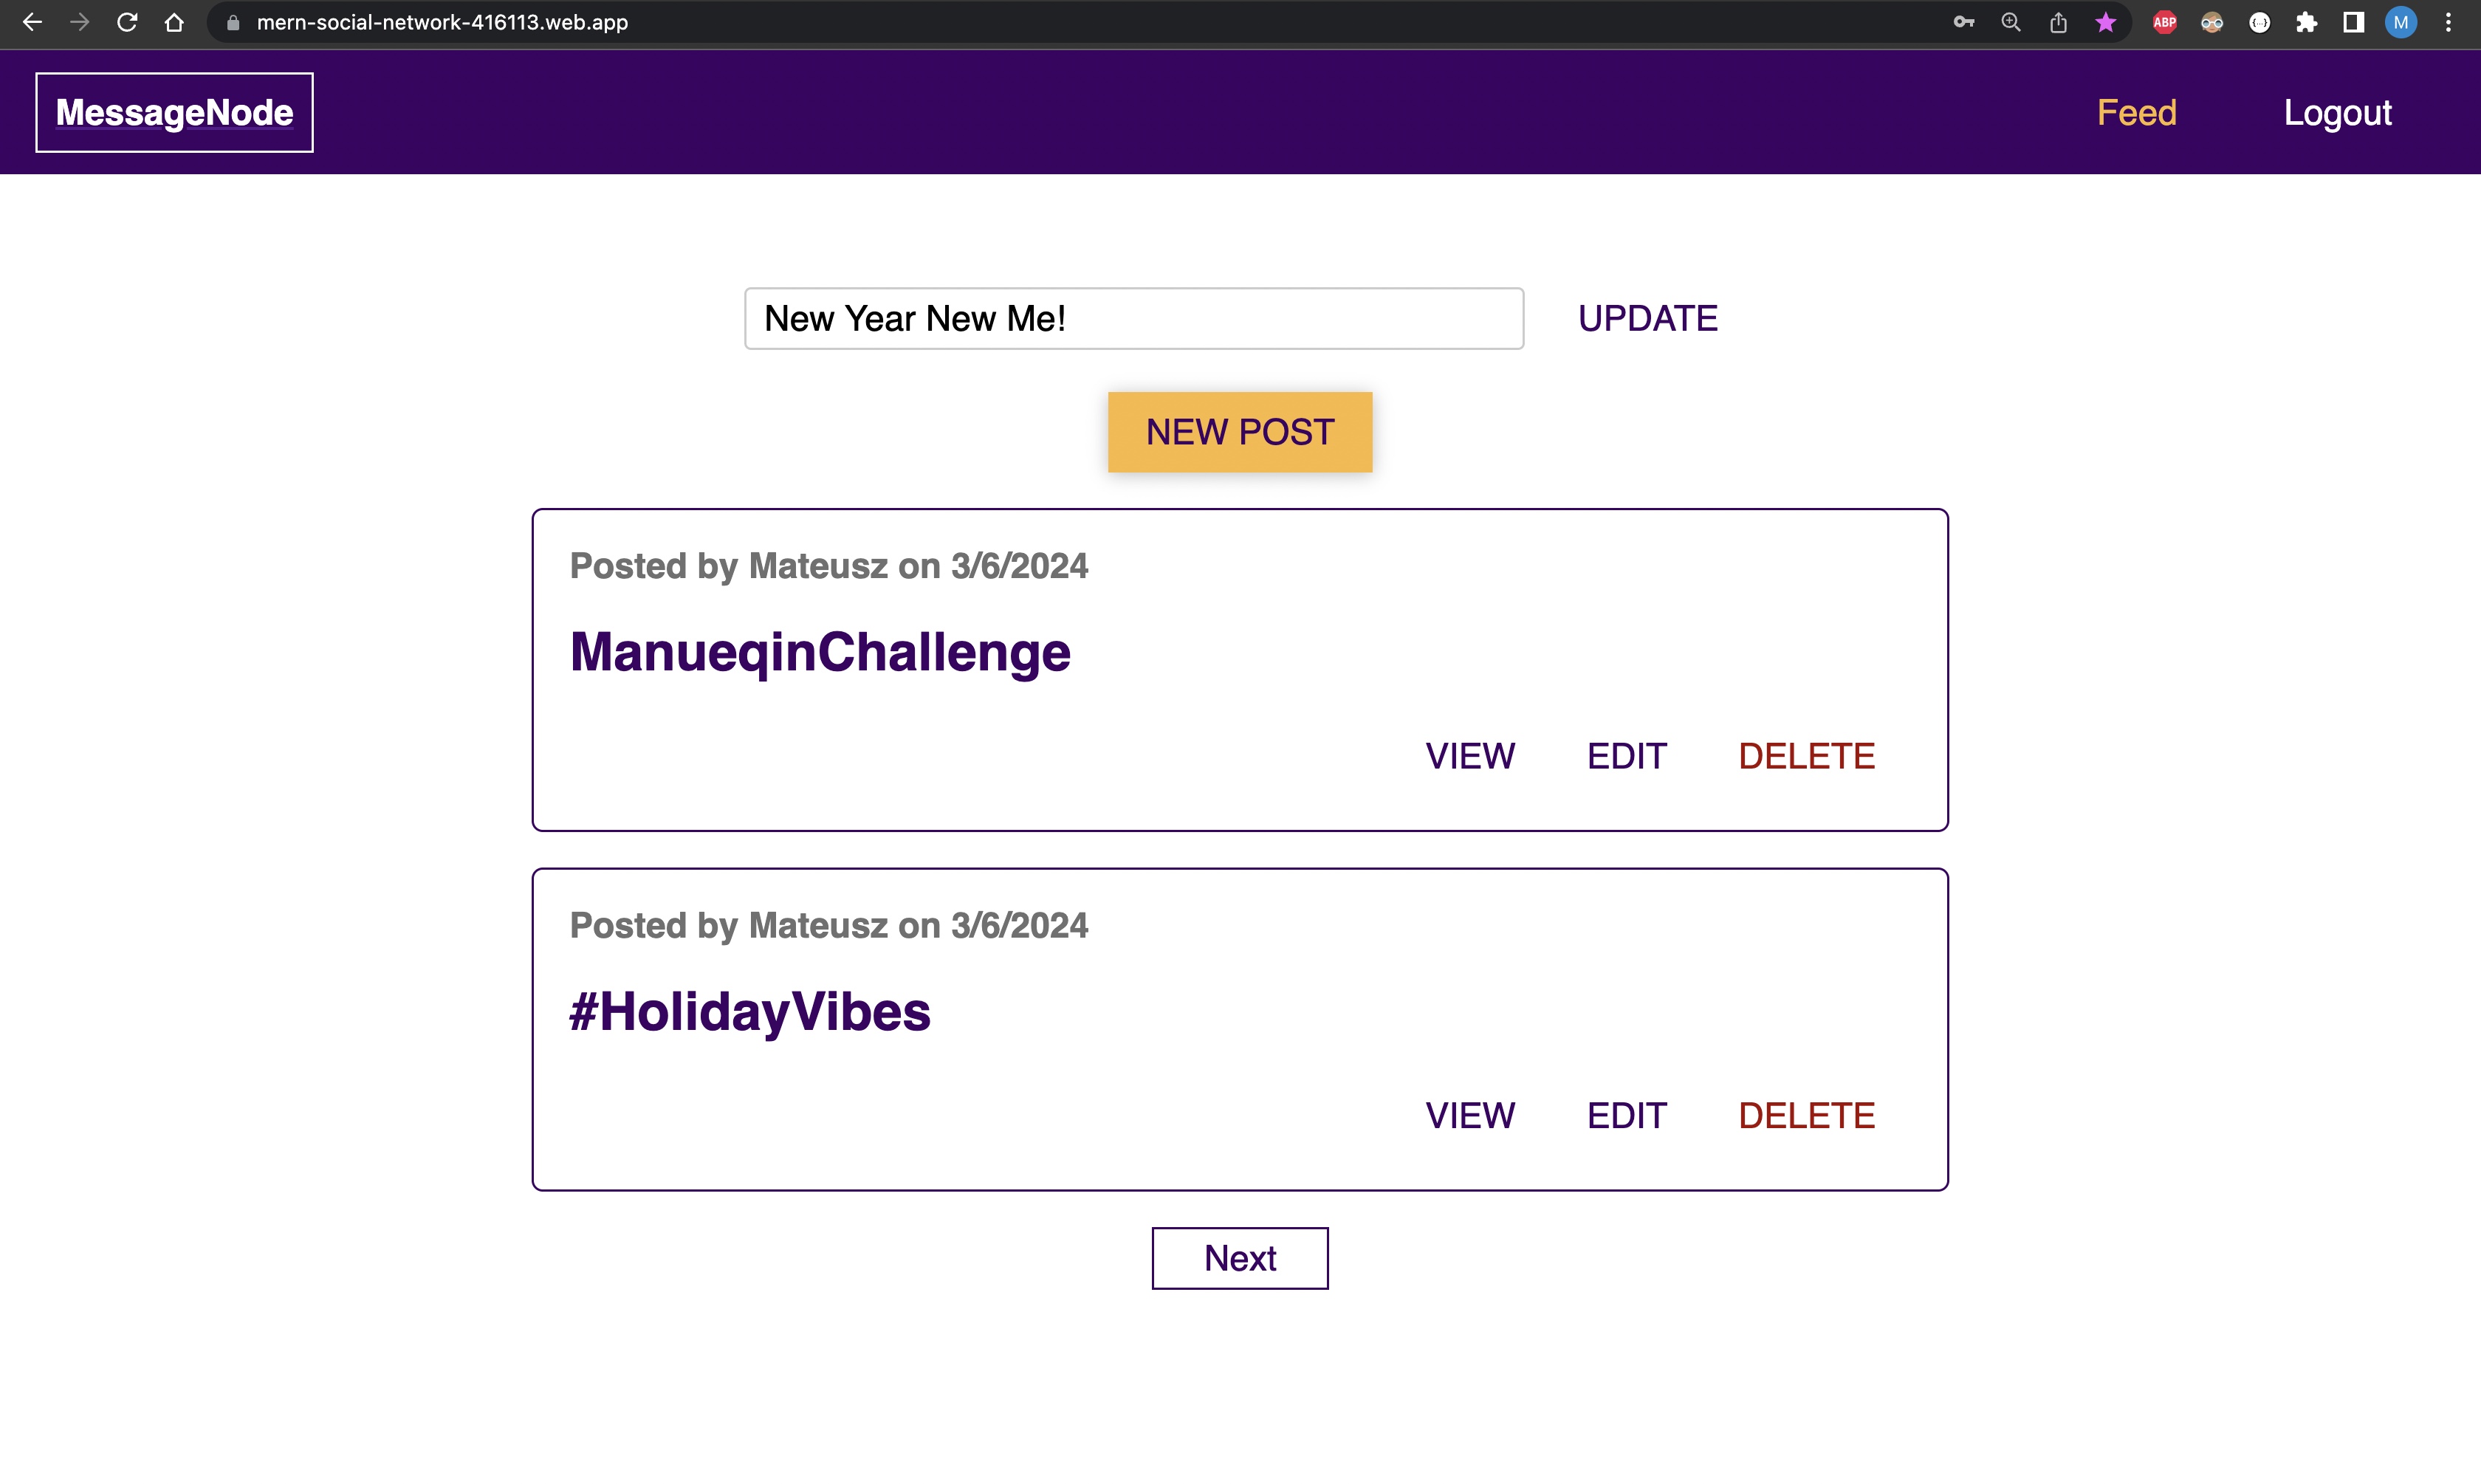 mern-social-network-416113.web.app
ABP
M
MessageNode
Feed
Logout
New Year New Me!
UPDATE
NEW POST
Posted by Mateusz on 3/6/2024
ManueqinChallenge
VIEW EDIT DELETE
Posted by Mateusz on 3/6/2024
#HolidayVibes
VIEW EDIT DELETE
Next